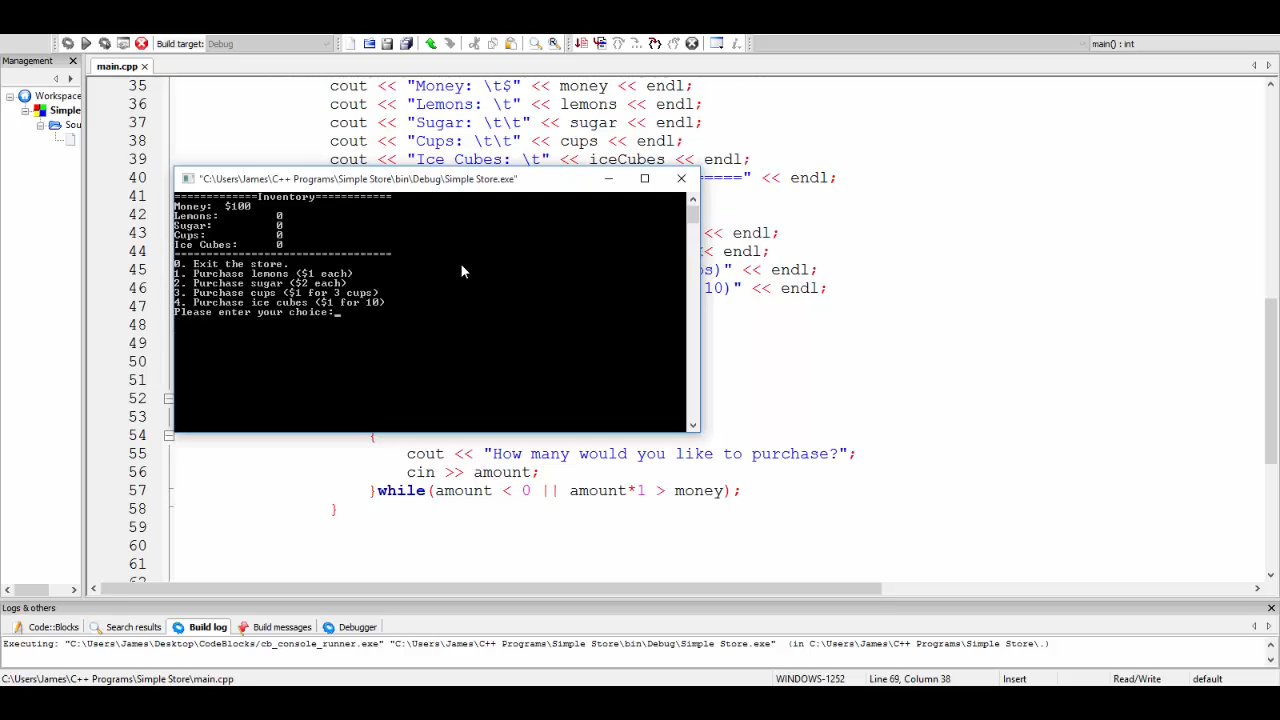 Build target: Debug
main() : int
Management
main.cpp
Workspace
Simple
Sou
35 cout << "Money: \t$" << money << endl;
36 cout << "Lemons: \t" << lemons << endl;
37 cout << "Sugar: \t\t" << sugar << endl;
38 cout << "Cups: \t\t" << cups << endl;
39 cout << "Ice Cubes: \t" << iceCubes << endl;
40 =====" << endl;
41
42
43 << endl;
44 << endl;
45 s)" << endl;
46 10)" << endl;
47
48
49
50
51
52
53
54 {
55 cout << "How many would you like to purchase?";
56 cin >> amount;
57 }while(amount < 0 || amount*1 > money);
58 }
59
60
61
62
"C:\Users\James\C++ Programs\Simple Store\bin\Debug\Simple Store.exe"
=============Inventory============
Money: $100
Lemons: 0
Sugar: 0
Cups: 0
Ice Cubes: 0
==================================
0. Exit the store.
1. Purchase lemons ($1 each)
2. Purchase sugar ($2 each)
3. Purchase cups ($1 for 3 cups)
4. Purchase ice cubes ($1 for 10)
Please enter your choice:_
Logs & others
Code::Blocks Search results Build log Build messages Debugger
Executing: "C:\Users\James\Desktop\CodeBlocks/cb_console_runner.exe" "C:\Users\James\C++ Programs\Simple Store\bin\Debug\Simple Store.exe" (in C:\Users\James\C++ Programs\Simple Store\.)
C:\Users\James\C++ Programs\Simple Store\main.cpp WINDOWS-1252 Line 69, Column 38 Insert Read/Write default